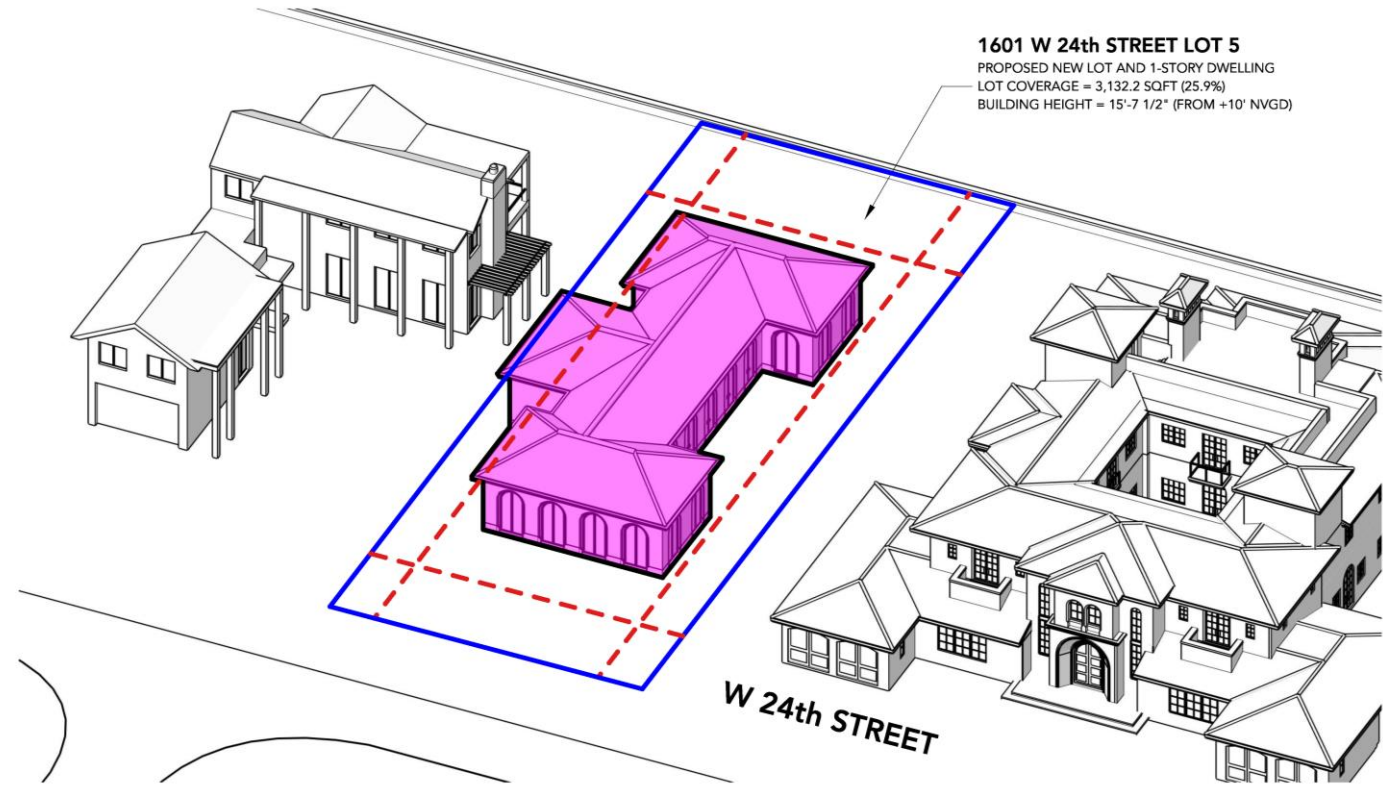 1601 W 24th STREET LOT 5
PROPOSED NEW LOT AND 1-STORY DWELLING
LOT COVERAGE = 3,132.2 SQFT (25.9%)
BUILDING HEIGHT = 15'-7 1/2" (FROM +10' NVGD)
W 24th STREET